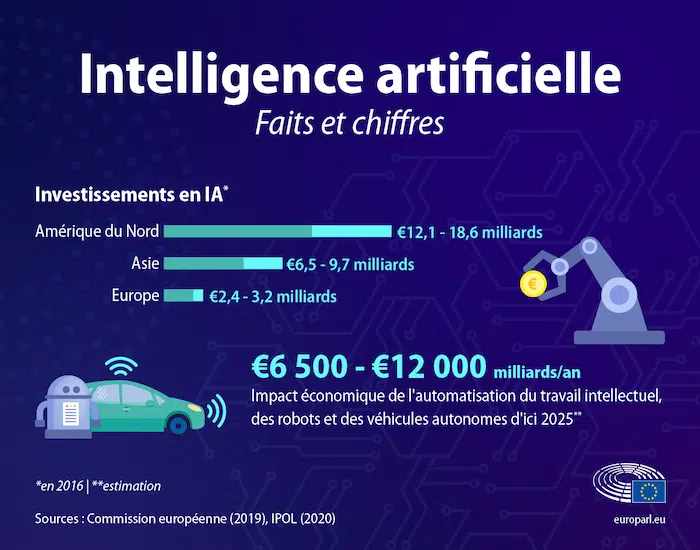 Intelligence artificielle
Faits et chiffres
Investissements en IA*
Amérique du Nord €12,1 - 18,6 milliards
Asie €6,5 - 9,7 milliards
Europe €2,4 - 3,2 milliards
€
€6 500 - €12 000 milliards/an
Impact économique de l'automatisation du travail intellectuel,
des robots et des véhicules autonomes d'ici 2025**
*en 2016 | **estimation
Sources : Commission européenne (2019), IPOL (2020)
europarl.eu